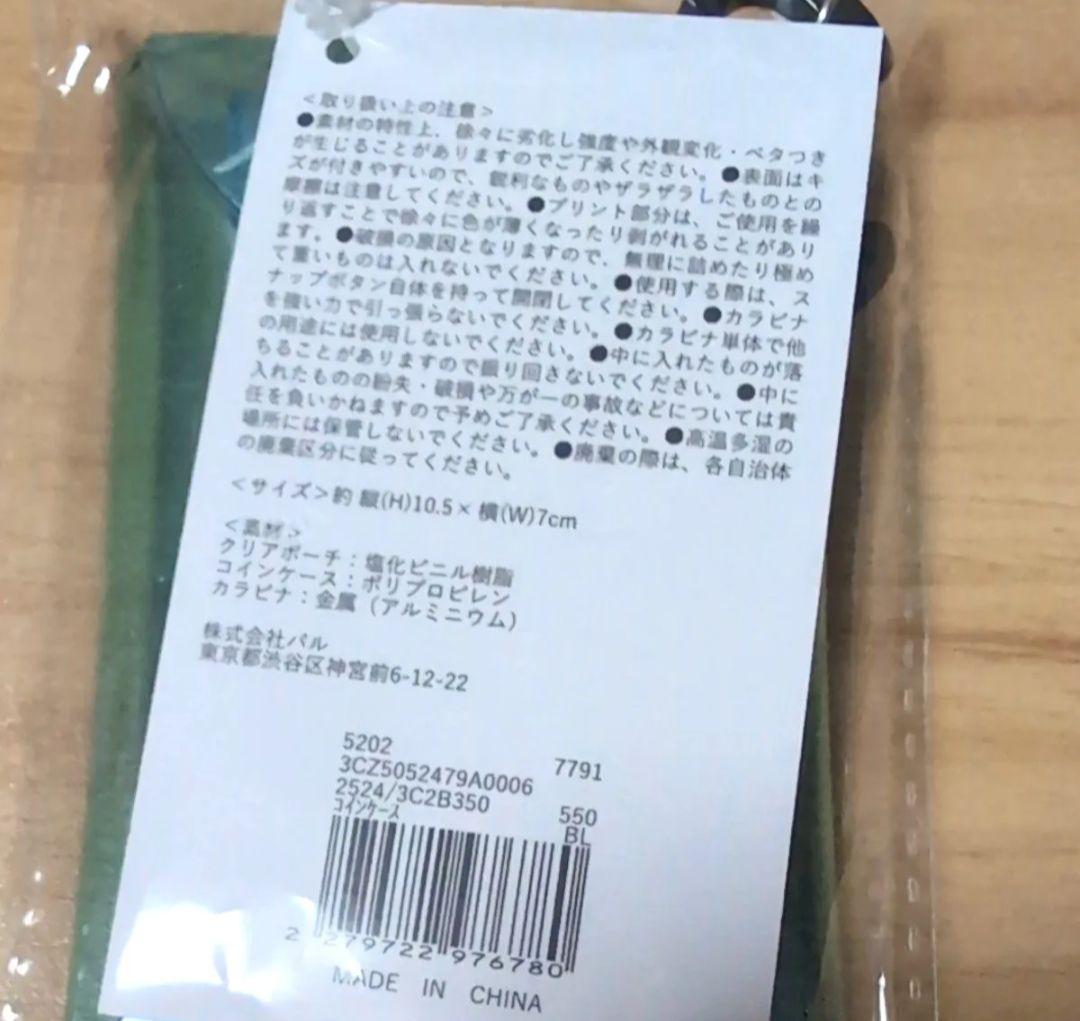 ＜取り扱い上の注意＞
●素材の特性上、徐々に劣化し強度や外観変化・ベタつき
が生じることがありますのでご了承ください。●表面はキ
ズが付きやすいので、鋭利なものやザラザラしたものとの
摩擦は注意してください。●プリント部分は、ご使用を繰
り返すことで徐々に色が薄くなったり剥がれることがあり
ます。●破損の原因となりますので、無理に詰めたり極め
て重いものは入れないでください。●使用する際は、ス
ナップボタン自体を持って開閉してください。●カラビナ
を強い力で引っ張らないでください。●カラビナ単体で他
の用途には使用しないでください。●中に入れたものが落
ちることがありますので振り回さないでください。●中に
入れたものの紛失・破損や万が一の事故などについては責
任を負いかねますので予めご了承ください。●高温多湿の
場所には保管しないでください。●廃棄の際は、各自治体
の廃棄区分に従ってください。
＜サイズ＞約 縦(H)10.5×横(W)7cm
＜素材＞
クリアポーチ：塩化ビニル樹脂
コインケース：ポリプロピレン
カラビナ：金属（アルミニウム）
株式会社パル
東京都渋谷区神宮前6-12-22
5202
3CZ5052479A0006 7791
2524/3C2B350 550
コインケース BL
2 279722 976780
MADE IN CHINA